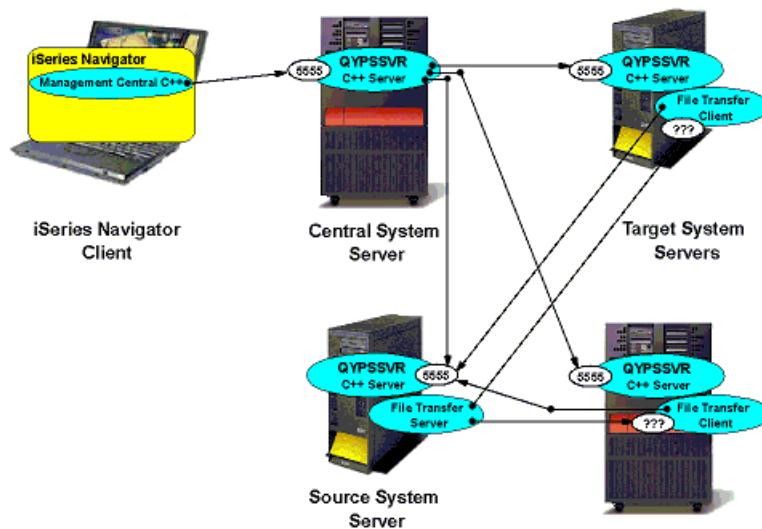 iSeries Navigator
Management Central C++
5555
QYPSSVR
C++ Server
5555
QYPSSVR
C++ Server
File Transfer
Client
???
iSeries Navigator
Client
Central System
Server
Target System
Servers
QYPSSVR
C++ Server
5555
File Transfer
Server
5555
QYPSSVR
C++ Server
File Transfer
Client
???
Source System
Server